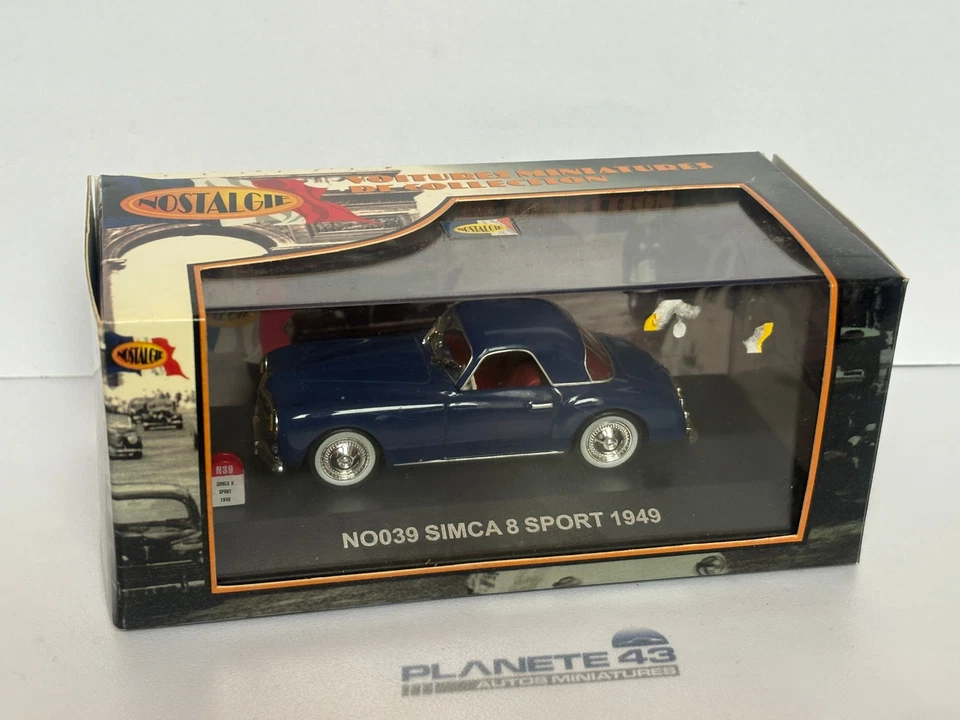 NOSTALGIE
VOITURES MINIATURES
DE COLLECTION
NOSTALGIE
NOSTALGIE
N39
SIMCA 8
SPORT
1949
NO039 SIMCA 8 SPORT 1949
PLANETE 43
AUTOS MINIATURES